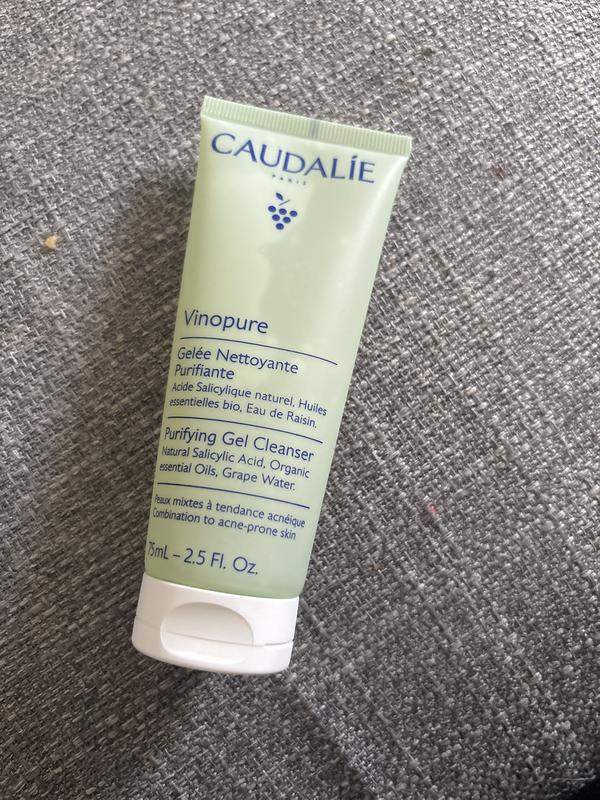 CAUDALÍE
PARIS
Vinopure
Gelée Nettoyante
Purifiante
Acide Salicylique naturel, Huiles
essentielles bio, Eau de Raisin.
Purifying Gel Cleanser
Natural Salicylic Acid, Organic
essential Oils, Grape Water.
Peaux mixtes à tendance acnéique
Combination to acne-prone skin
75mL – 2.5 Fl. Oz.